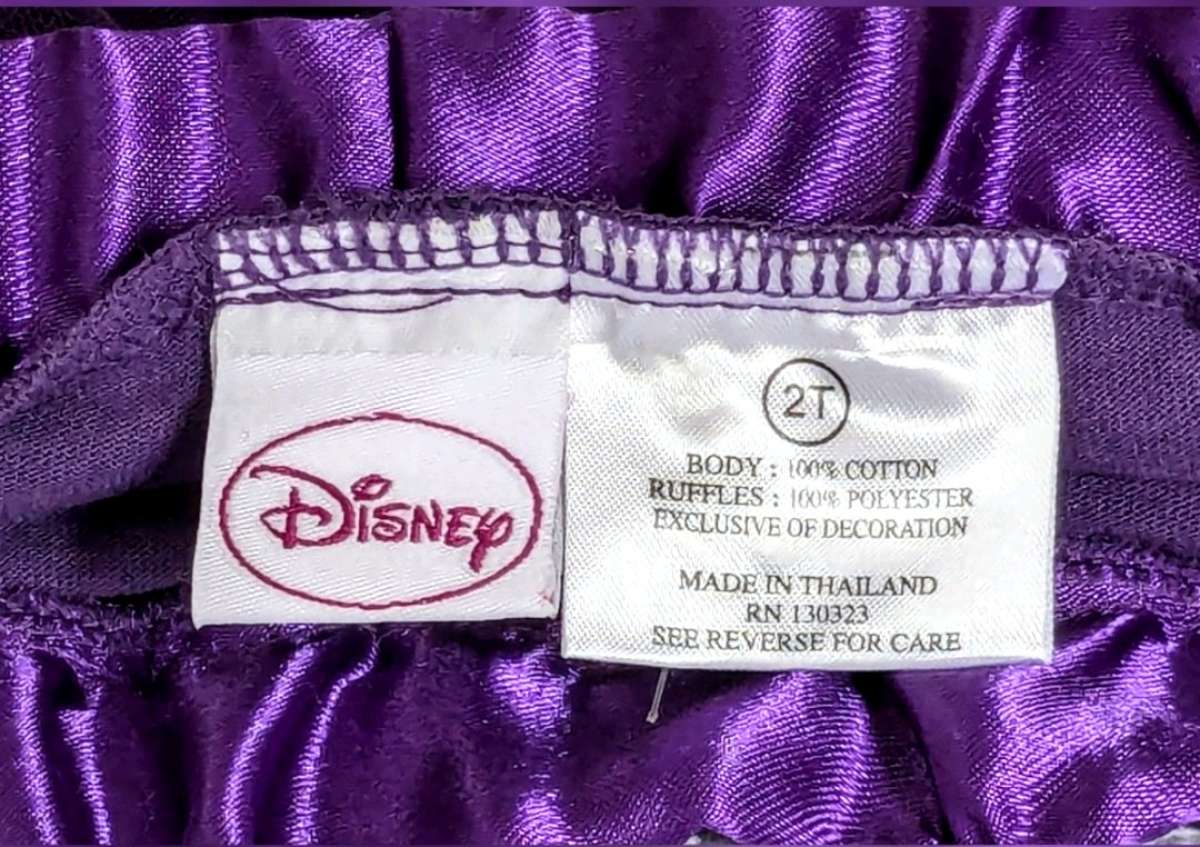 Disney
2T
BODY : 100% COTTON
RUFFLES : 100% POLYESTER
EXCLUSIVE OF DECORATION
MADE IN THAILAND
RN 130323
SEE REVERSE FOR CARE